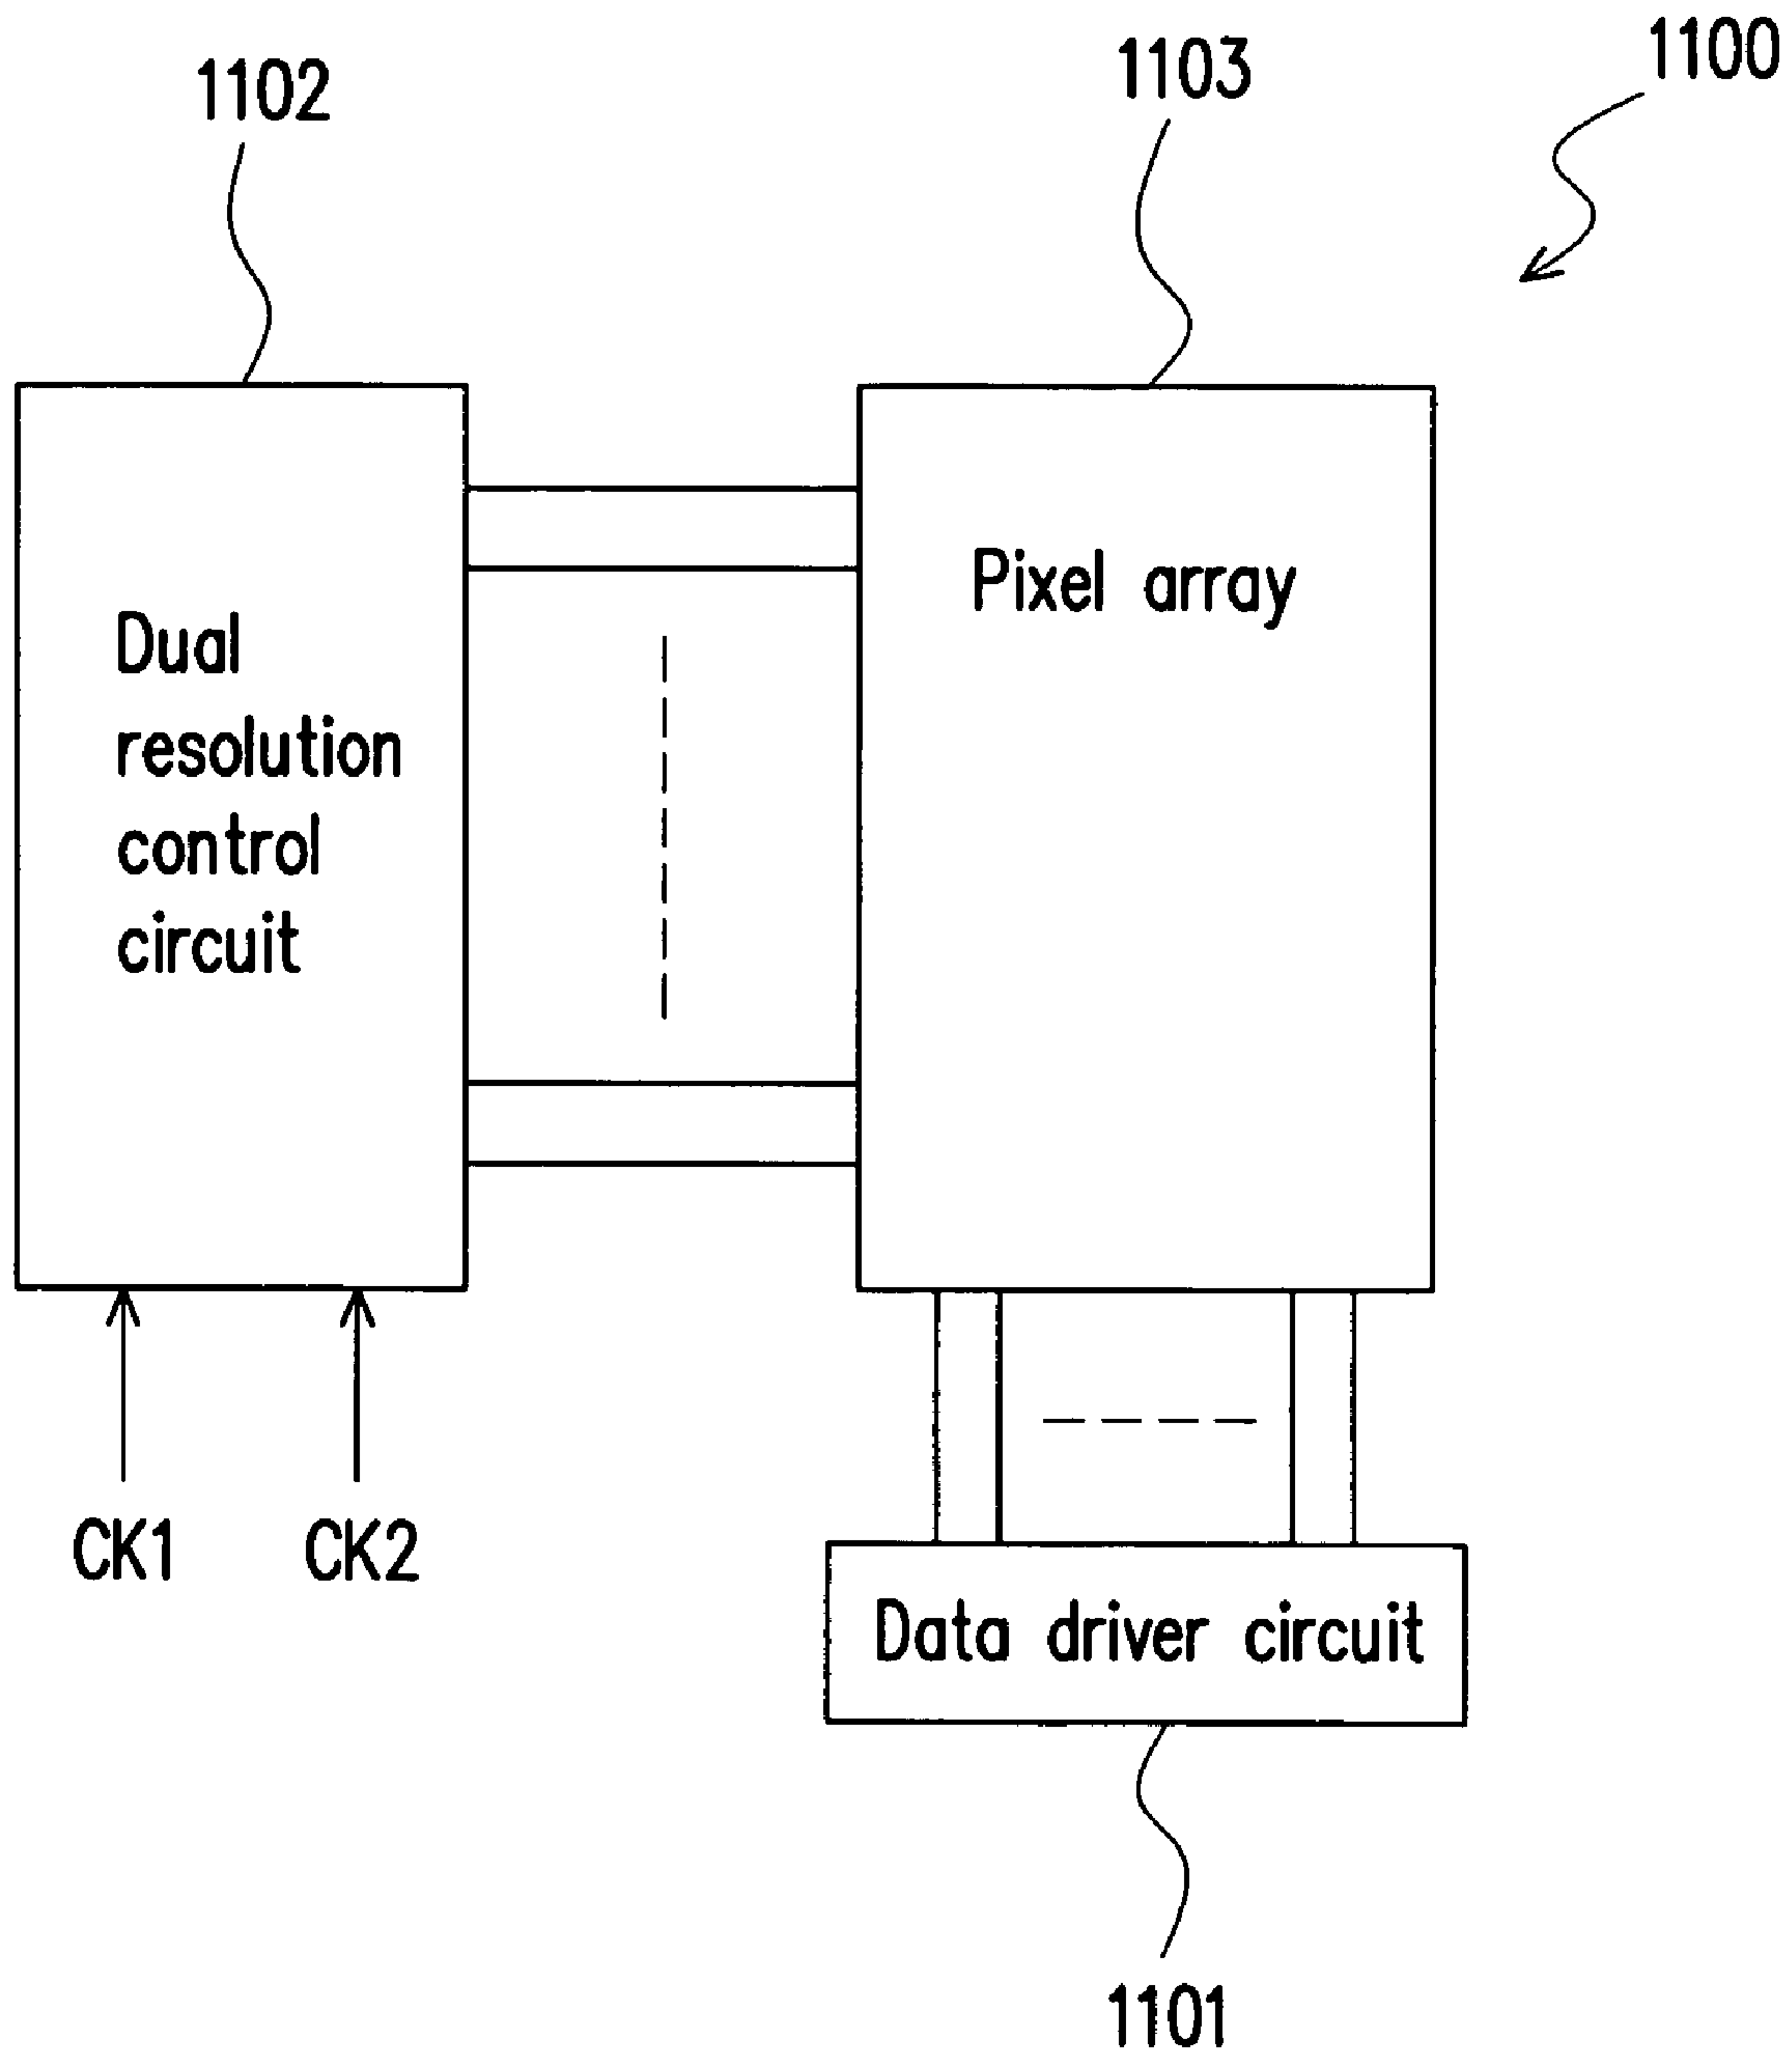 1100
1103
1102
Pixel array
Dual
resolution
control
circuit
CK1
CK2
Data driver circuit
1101